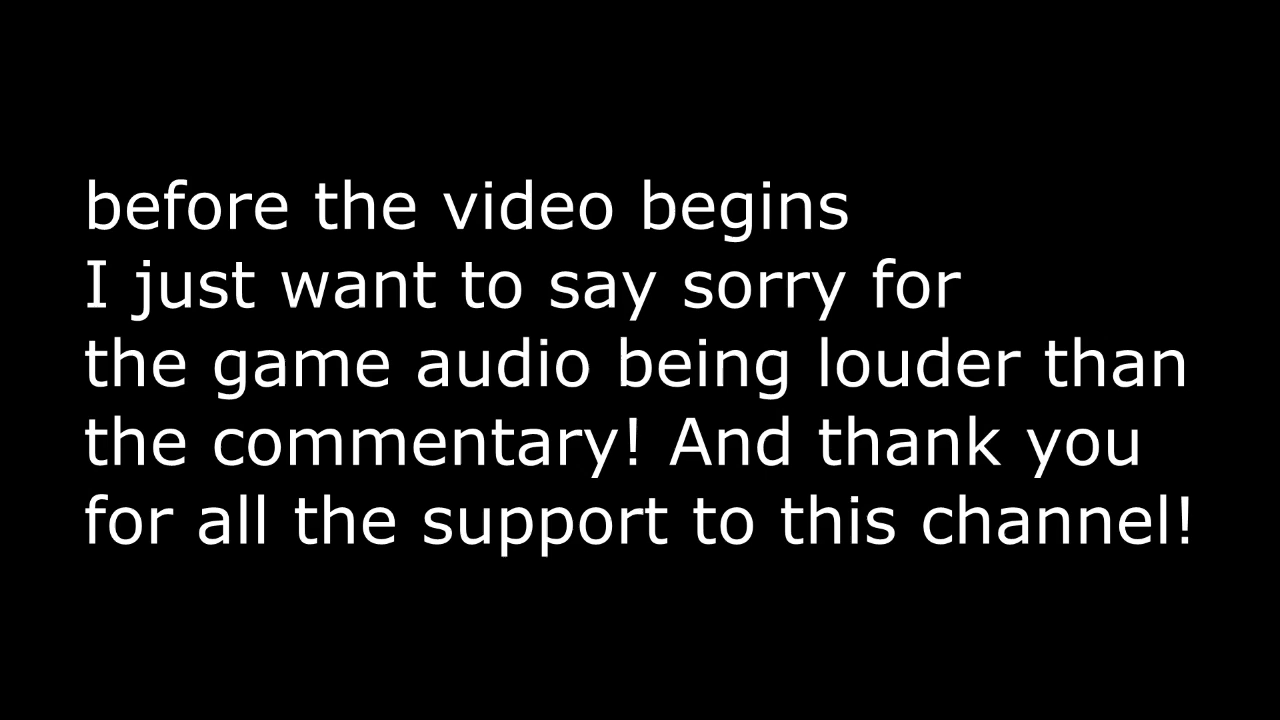 before the video begins
I just want to say sorry for
the game audio being louder than
the commentary! And thank you
for all the support to this channel!